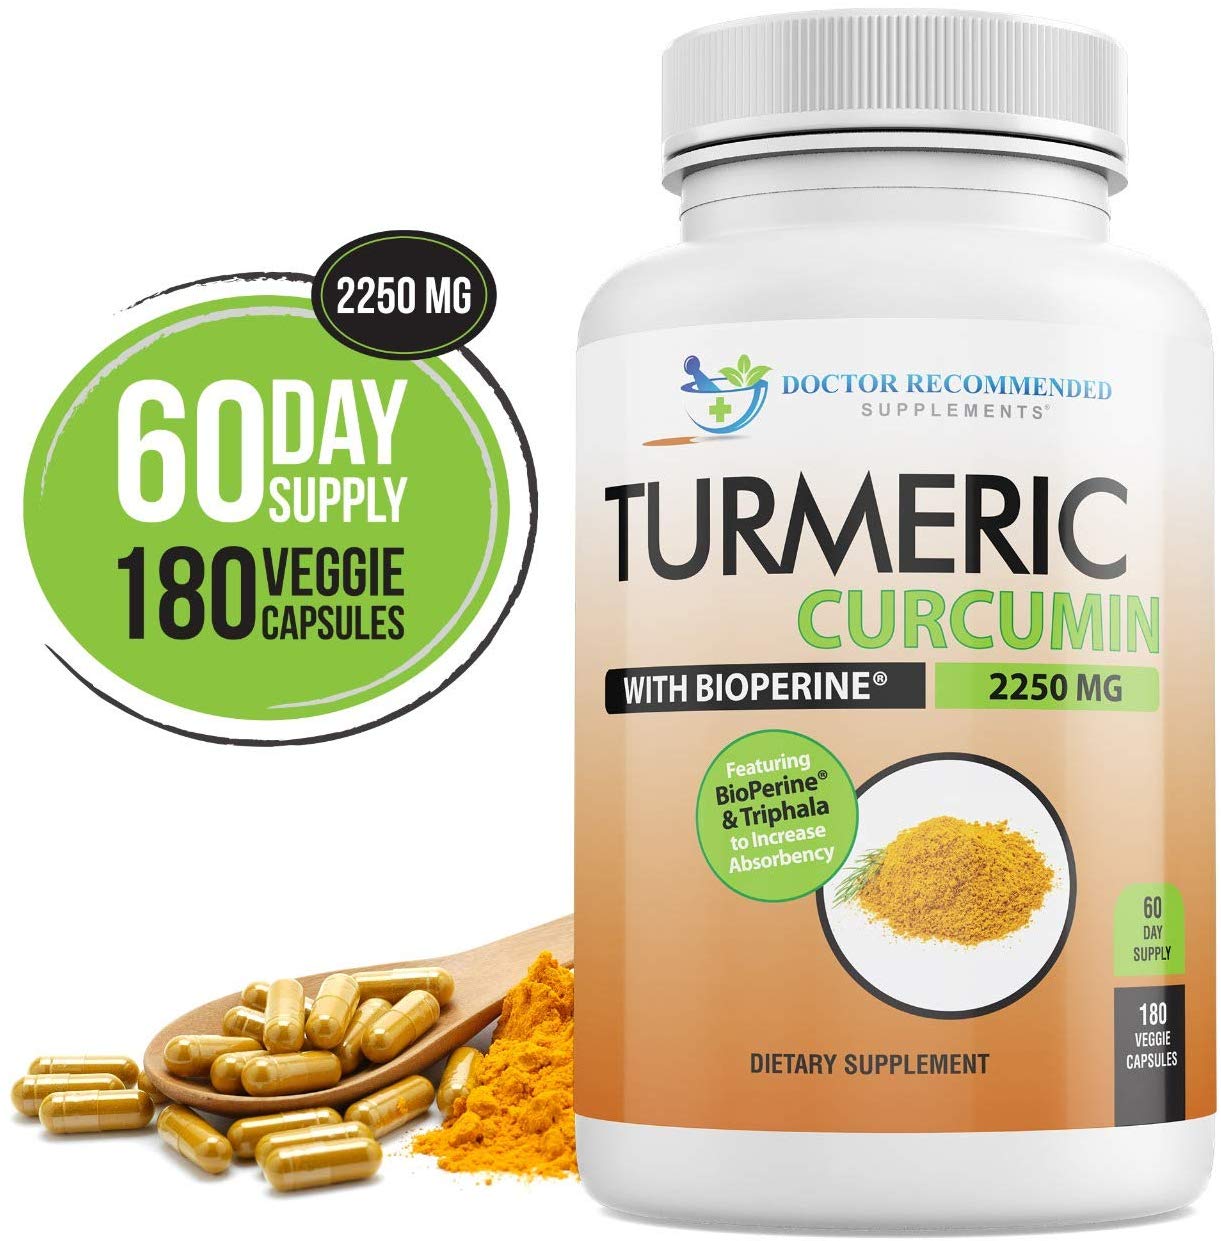 2250 MG
60 DAY
SUPPLY
180 VEGGIE
CAPSULES
DOCTOR RECOMMENDED
SUPPLEMENTS®
TURMERIC
CURCUMIN
WITH BIOPERINE®
2250 MG
Featuring
BioPerine®
& Triphala
to Increase
Absorbency
60
DAY
SUPPLY
180
VEGGIE
CAPSULES
DIETARY SUPPLEMENT